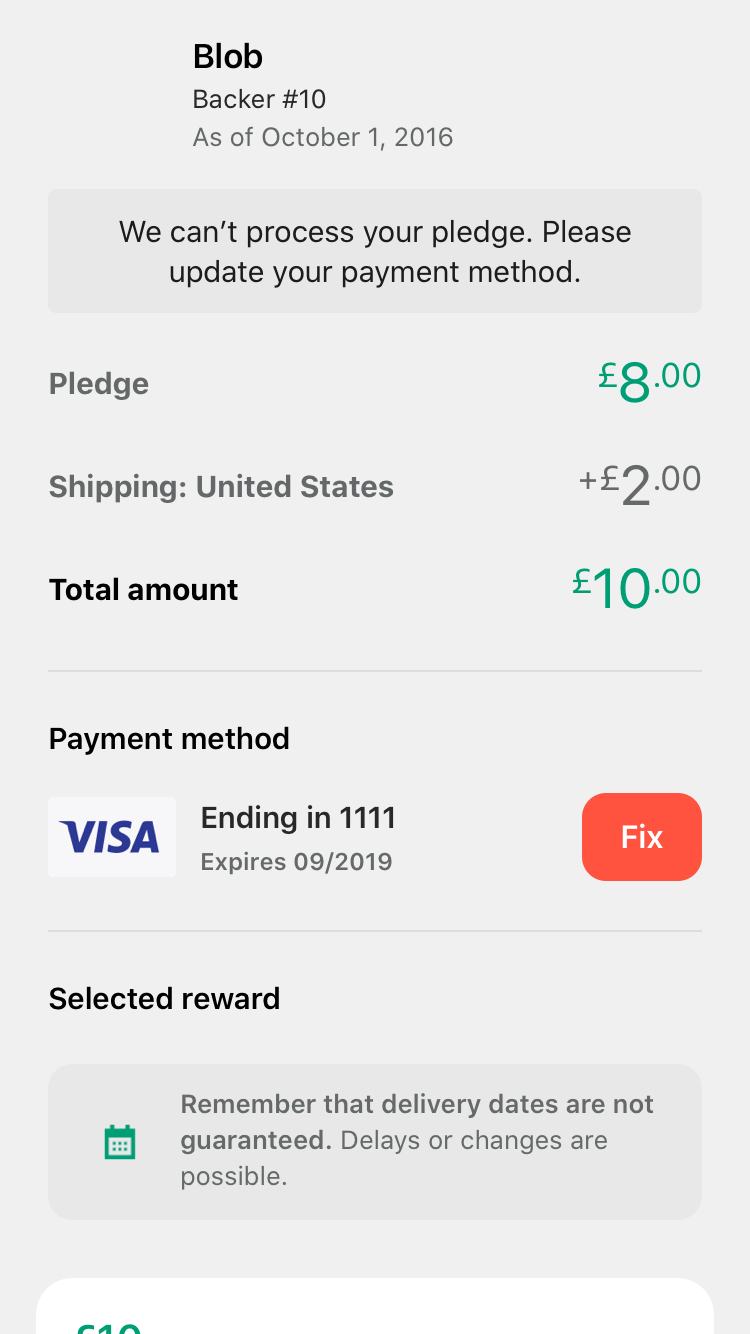 Blob
Backer #10
As of October 1, 2016
We can’t process your pledge. Please
update your payment method.
Pledge £8.00
Shipping: United States +£2.00
Total amount £10.00
Payment method
VISA
Ending in 1111
Expires 09/2019
Fix
Selected reward
Remember that delivery dates are not
guaranteed. Delays or changes are
possible.
£10